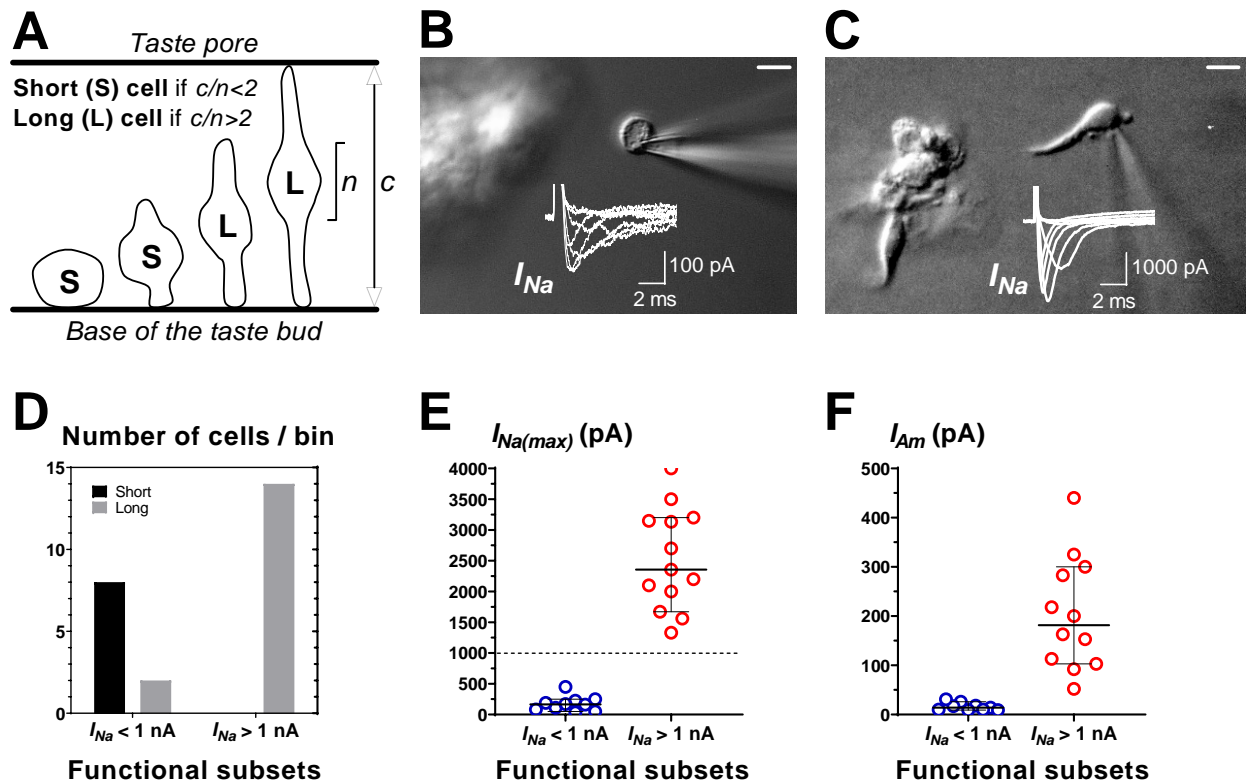 A
Taste pore
Short (S) cell if c/n<2
Long (L) cell if c/n>2
S
S
L
L
n
c
Base of the taste bud
B
I Na
100 pA
2 ms
C
I Na
1000 pA
2 ms
D
Number of cells / bin
15
10
5
0
Short
Long
I Na < 1 nA
I Na > 1 nA
Functional subsets
E
I Na(max) (pA)
4000
3500
3000
2500
2000
1500
1000
500
0
I Na < 1 nA
I Na > 1 nA
Functional subsets
F
I Am (pA)
500
400
300
200
100
0
I Na < 1 nA
I Na > 1 nA
Functional subsets